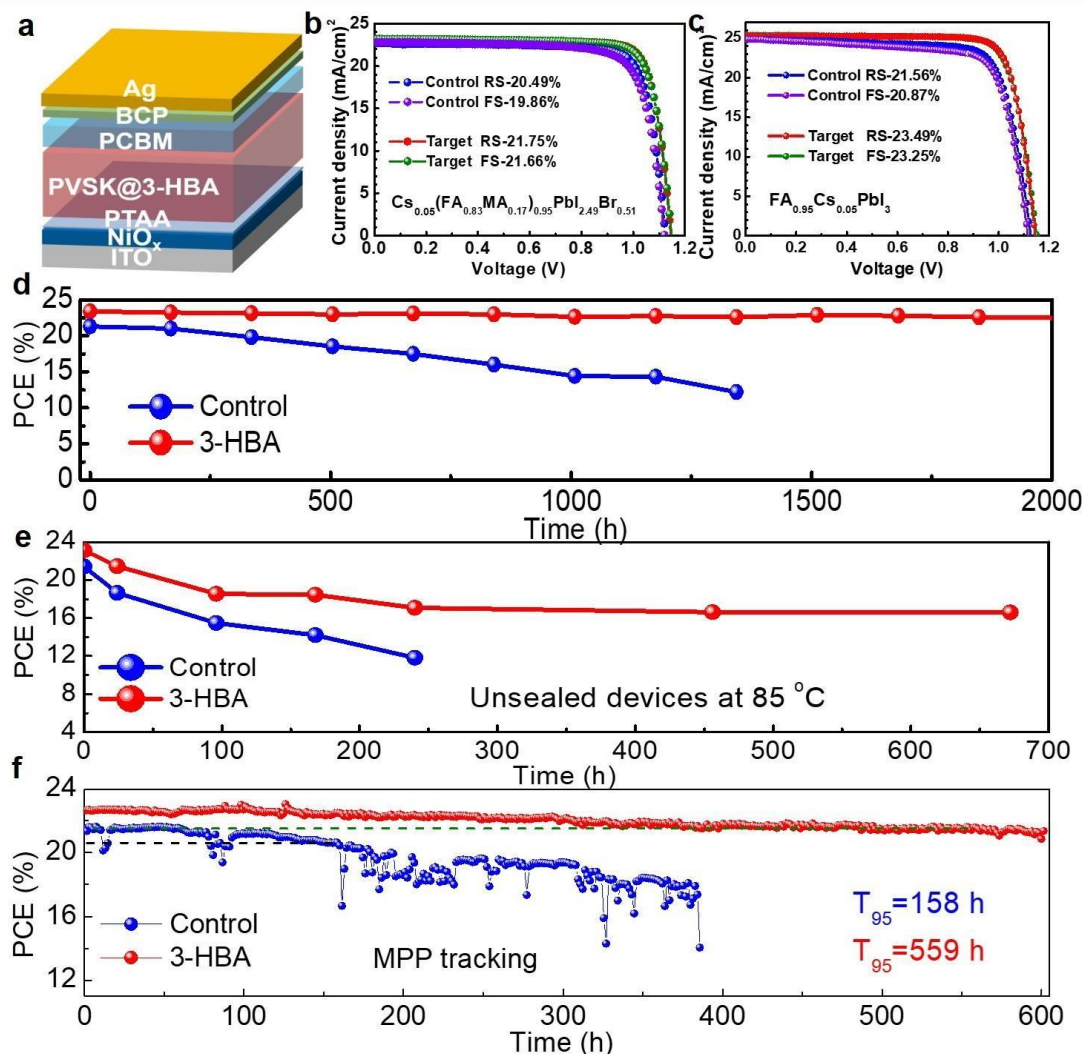 a
Ag
BCP
PCBM
PVSK@3-HBA
PTAA
NiOₓ
ITO
b
Current density (mA/cm)²
25
20
15
10
5
0
Control RS-20.49%
Control FS-19.86%
Target RS-21.75%
Target FS-21.66%
Cs₀.₀₅(FA₀.₈₃MA₀.₁₇)₀.₉₅PbI₂.₄₉Br₀.₅₁
0.0 0.2 0.4 0.6 0.8 1.0 1.2
Voltage (V)
c
Current density (mA/cm)
25
20
15
10
5
0
Control RS-21.56%
Control FS-20.87%
Target RS-23.49%
Target FS-23.25%
FA₀.₉₅Cs₀.₀₅PbI₃
0.0 0.2 0.4 0.6 0.8 1.0 1.2
Voltage (V)
d
PCE (%)
25
20
15
10
5
0
Control
3-HBA
0 500 1000 1500 2000
Time (h)
e
PCE (%)
24
20
16
12
8
4
Control
3-HBA
Unsealed devices at 85 °C
0 100 200 300 400 500 600 700
Time (h)
f
PCE (%)
24
20
16
12
Control
3-HBA
MPP tracking
T₉₅=158 h
T₉₅=559 h
0 100 200 300 400 500 600
Time (h)